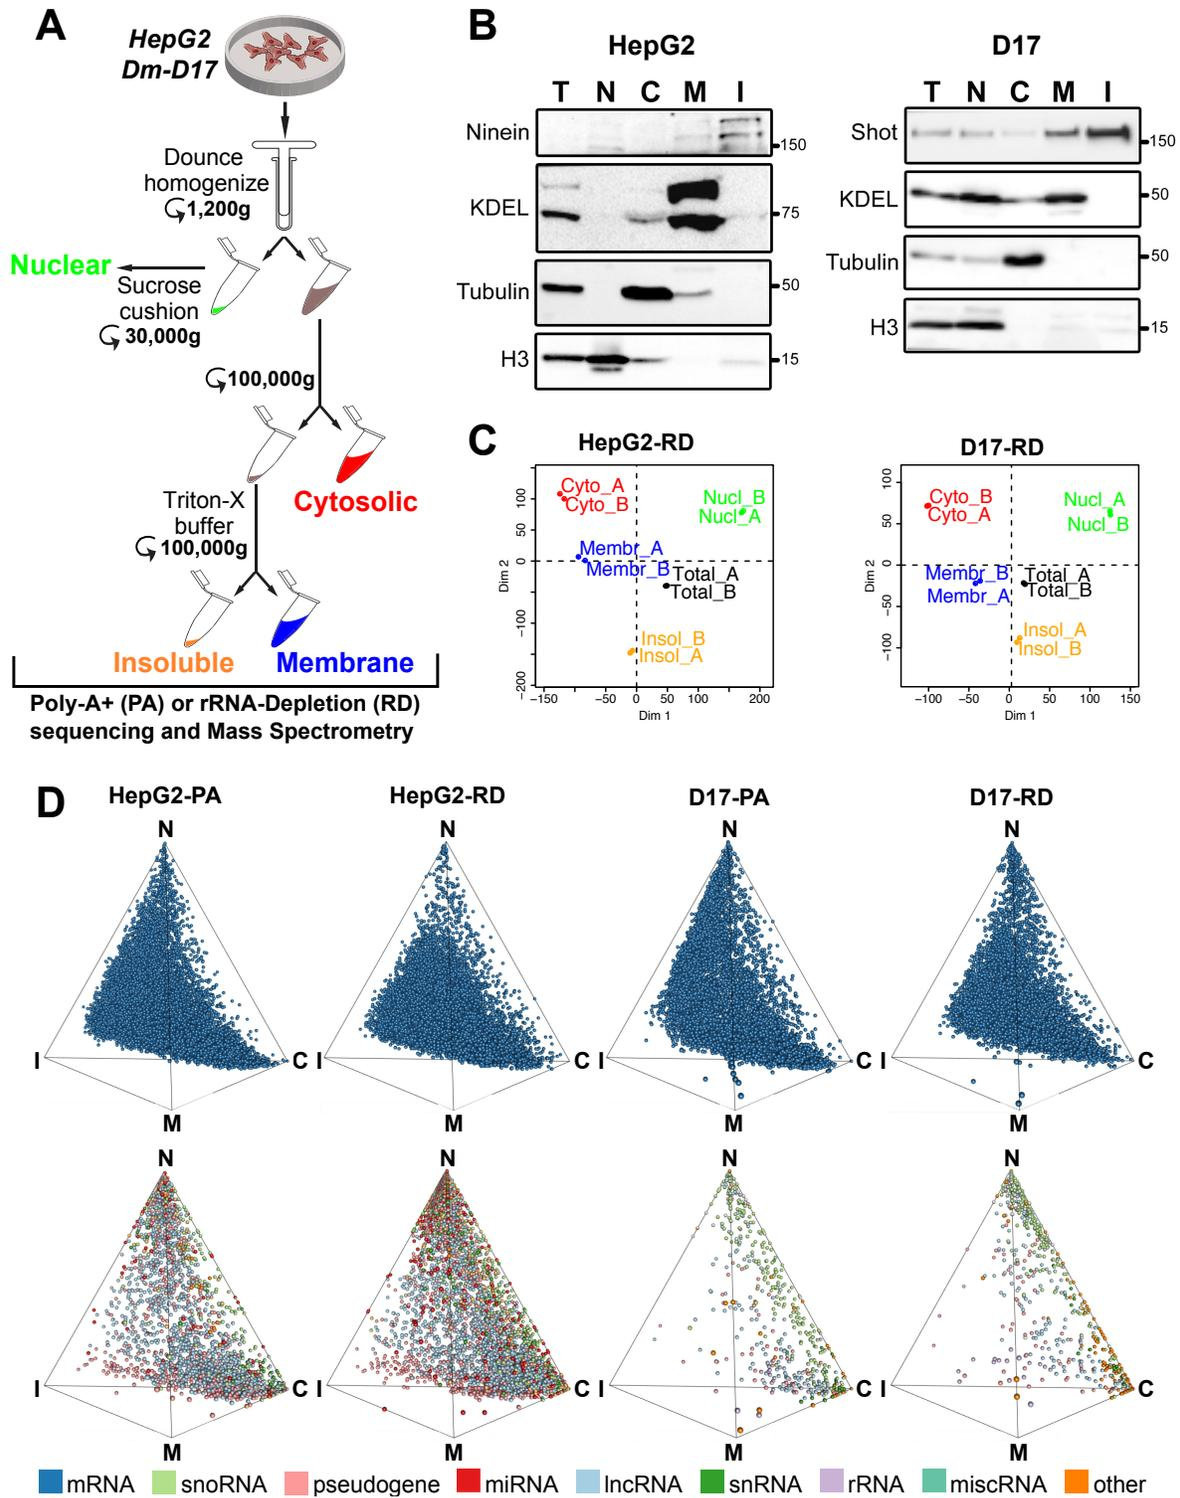 A
HepG2
Dm-D17
Dounce
homogenize
1,200g
Nuclear
Sucrose
cushion
30,000g
100,000g
Triton-X
buffer
100,000g
Cytosolic
Insoluble
Membrane
Poly-A+ (PA) or rRNA-Depletion (RD)
sequencing and Mass Spectrometry
B
HepG2
T N C M I
Ninein
150
KDEL
75
Tubulin
50
H3
15
D17
T N C M I
Shot
150
KDEL
50
Tubulin
50
H3
15
C
HepG2-RD
Cyto_A
Cyto_B
Nucl_B
Nucl_A
Membr_A
Membr_B
Total_A
Total_B
Insol_B
Insol_A
Dim 2
100
50
0
−100
−200
−150 −50 0 50 100 200
Dim 1
D17-RD
Cyto_B
Cyto_A
Nucl_A
Nucl_B
Membr_B
Membr_A
Total_A
Total_B
Insol_A
Insol_B
Dim 2
100
50
0
−50
−100
−100 −50 0 50 100 150
Dim 1
D
HepG2-PA HepG2-RD D17-PA D17-RD
N N N N
I C I C I C I C
M M M M
N N N N
I C I C I C I C
M M M M
mRNA snoRNA pseudogene miRNA lncRNA snRNA rRNA miscRNA other